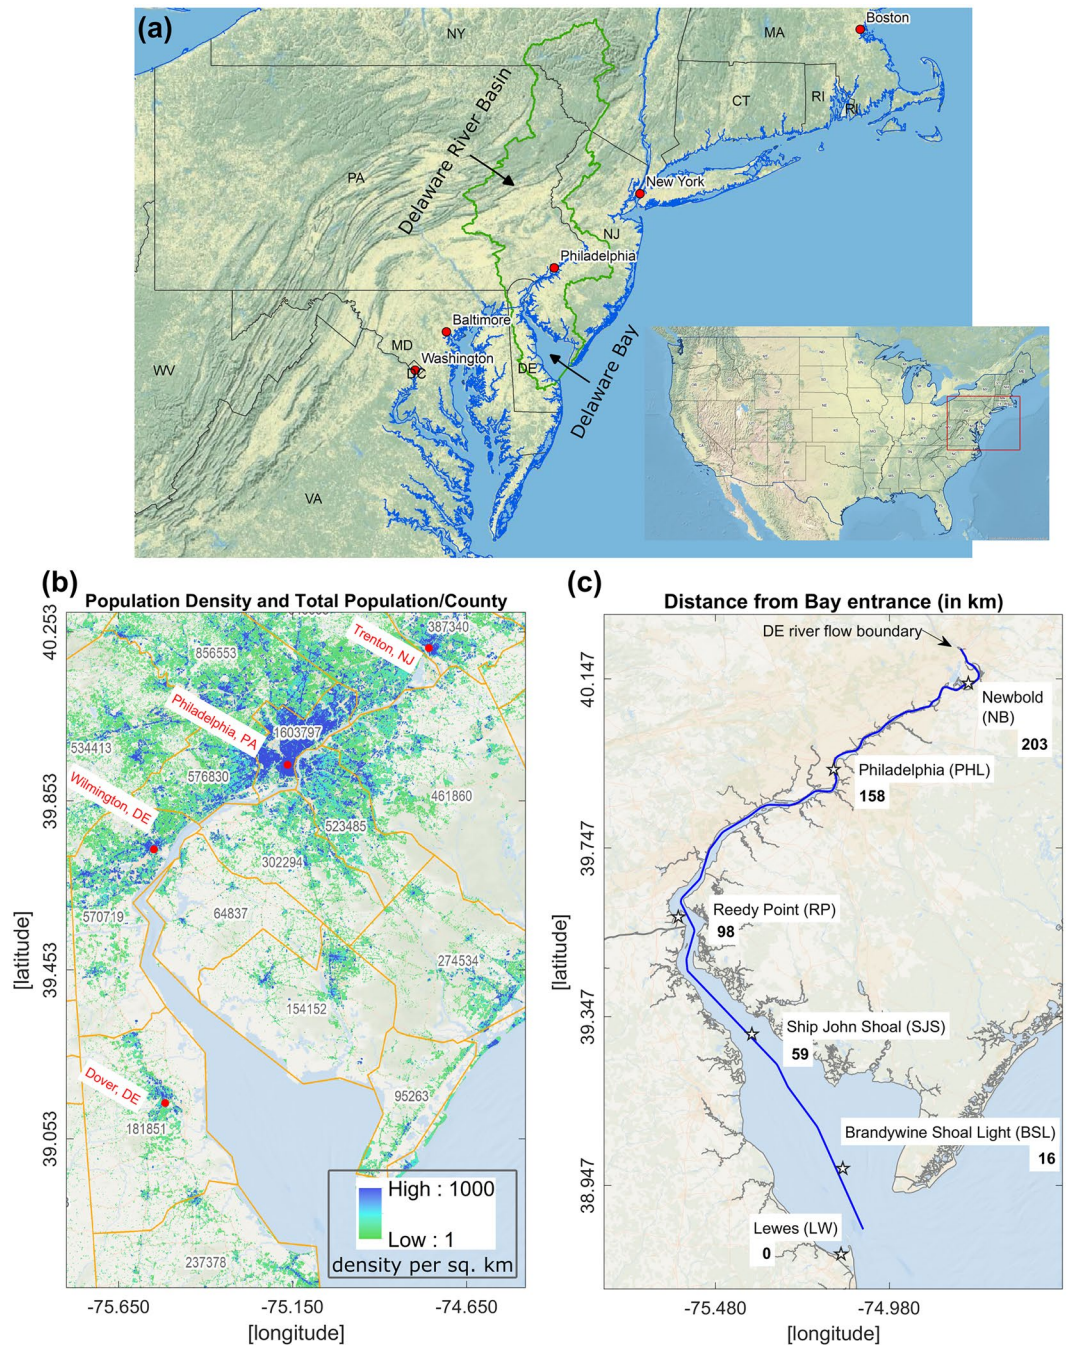 (a)
Boston
NY
MA
CT
RI
RI
Delaware River Basin
PA
New York
NJ
Philadelphia
Baltimore
MD
Washington
DC
WV
DE
Delaware Bay
VA
(b)
Population Density and Total Population/County
40.253
39.853
39.453
39.053
[latitude]
387340
Trenton, NJ
856553
Philadelphia, PA
1603797
534413
576830
Wilmington, DE
461860
523485
302294
570719
64837
274534
154152
Dover, DE
95263
181851
237378
High : 1000
Low : 1
density per sq. km
-75.650
-75.150
-74.650
[longitude]
(c)
Distance from Bay entrance (in km)
DE river flow boundary
40.147
39.747
39.347
38.947
[latitude]
Newbold
(NB)
203
Philadelphia (PHL)
158
Reedy Point (RP)
98
Ship John Shoal (SJS)
59
Brandywine Shoal Light (BSL)
16
Lewes (LW)
0
-75.480
-74.980
[longitude]